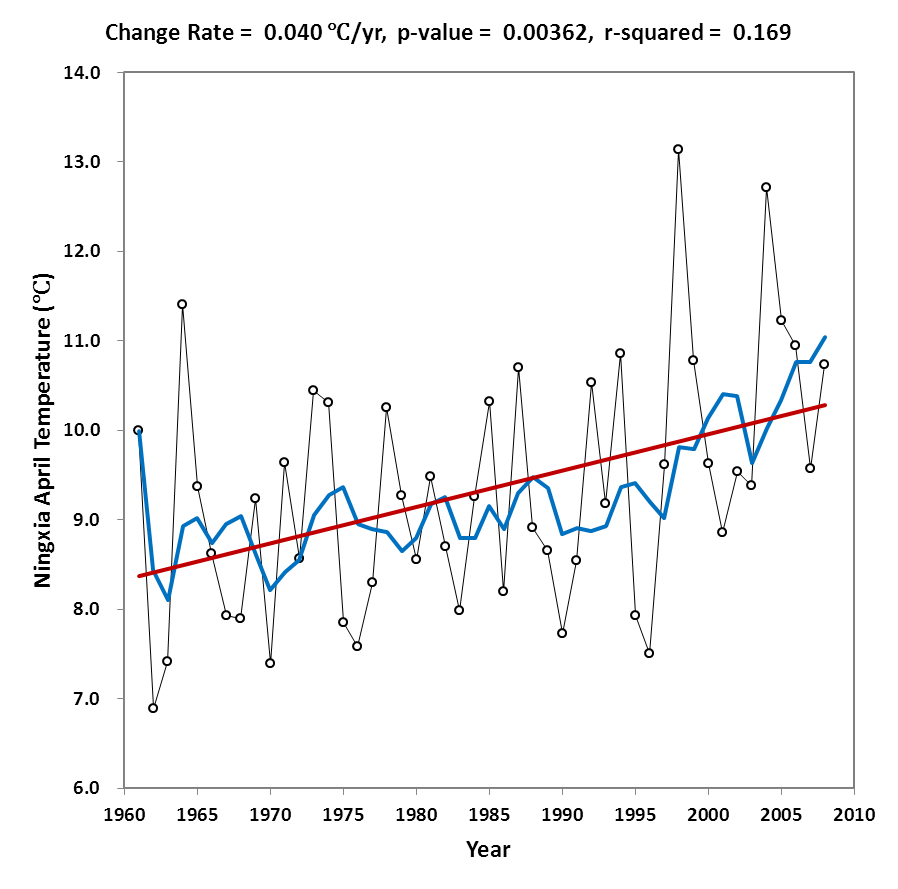 Change Rate = 0.040 ℃/yr, p-value = 0.00362, r-squared = 0.169
14.0
13.0
12.0
11.0
10.0
9.0
8.0
7.0
6.0
Ningxia April Temperature (℃)
1960 1965 1970 1975 1980 1985 1990 1995 2000 2005 2010
Year